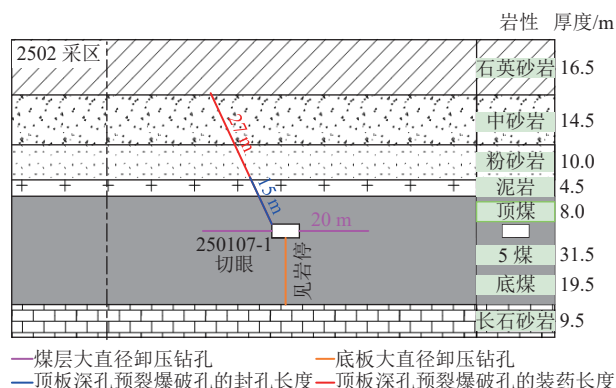 岩性 厚度/m
2502 采区
石英砂岩 16.5
中砂岩 14.5
27 m
粉砂岩 10.0
15 m
泥岩 4.5
顶煤 8.0
20 m
250107-1
切眼
见岩停
5 煤 31.5
底煤 19.5
长石砂岩 9.5
煤层大直径卸压钻孔 底板大直径卸压钻孔
顶板深孔预裂爆破孔的封孔长度 顶板深孔预裂爆破孔的装药长度